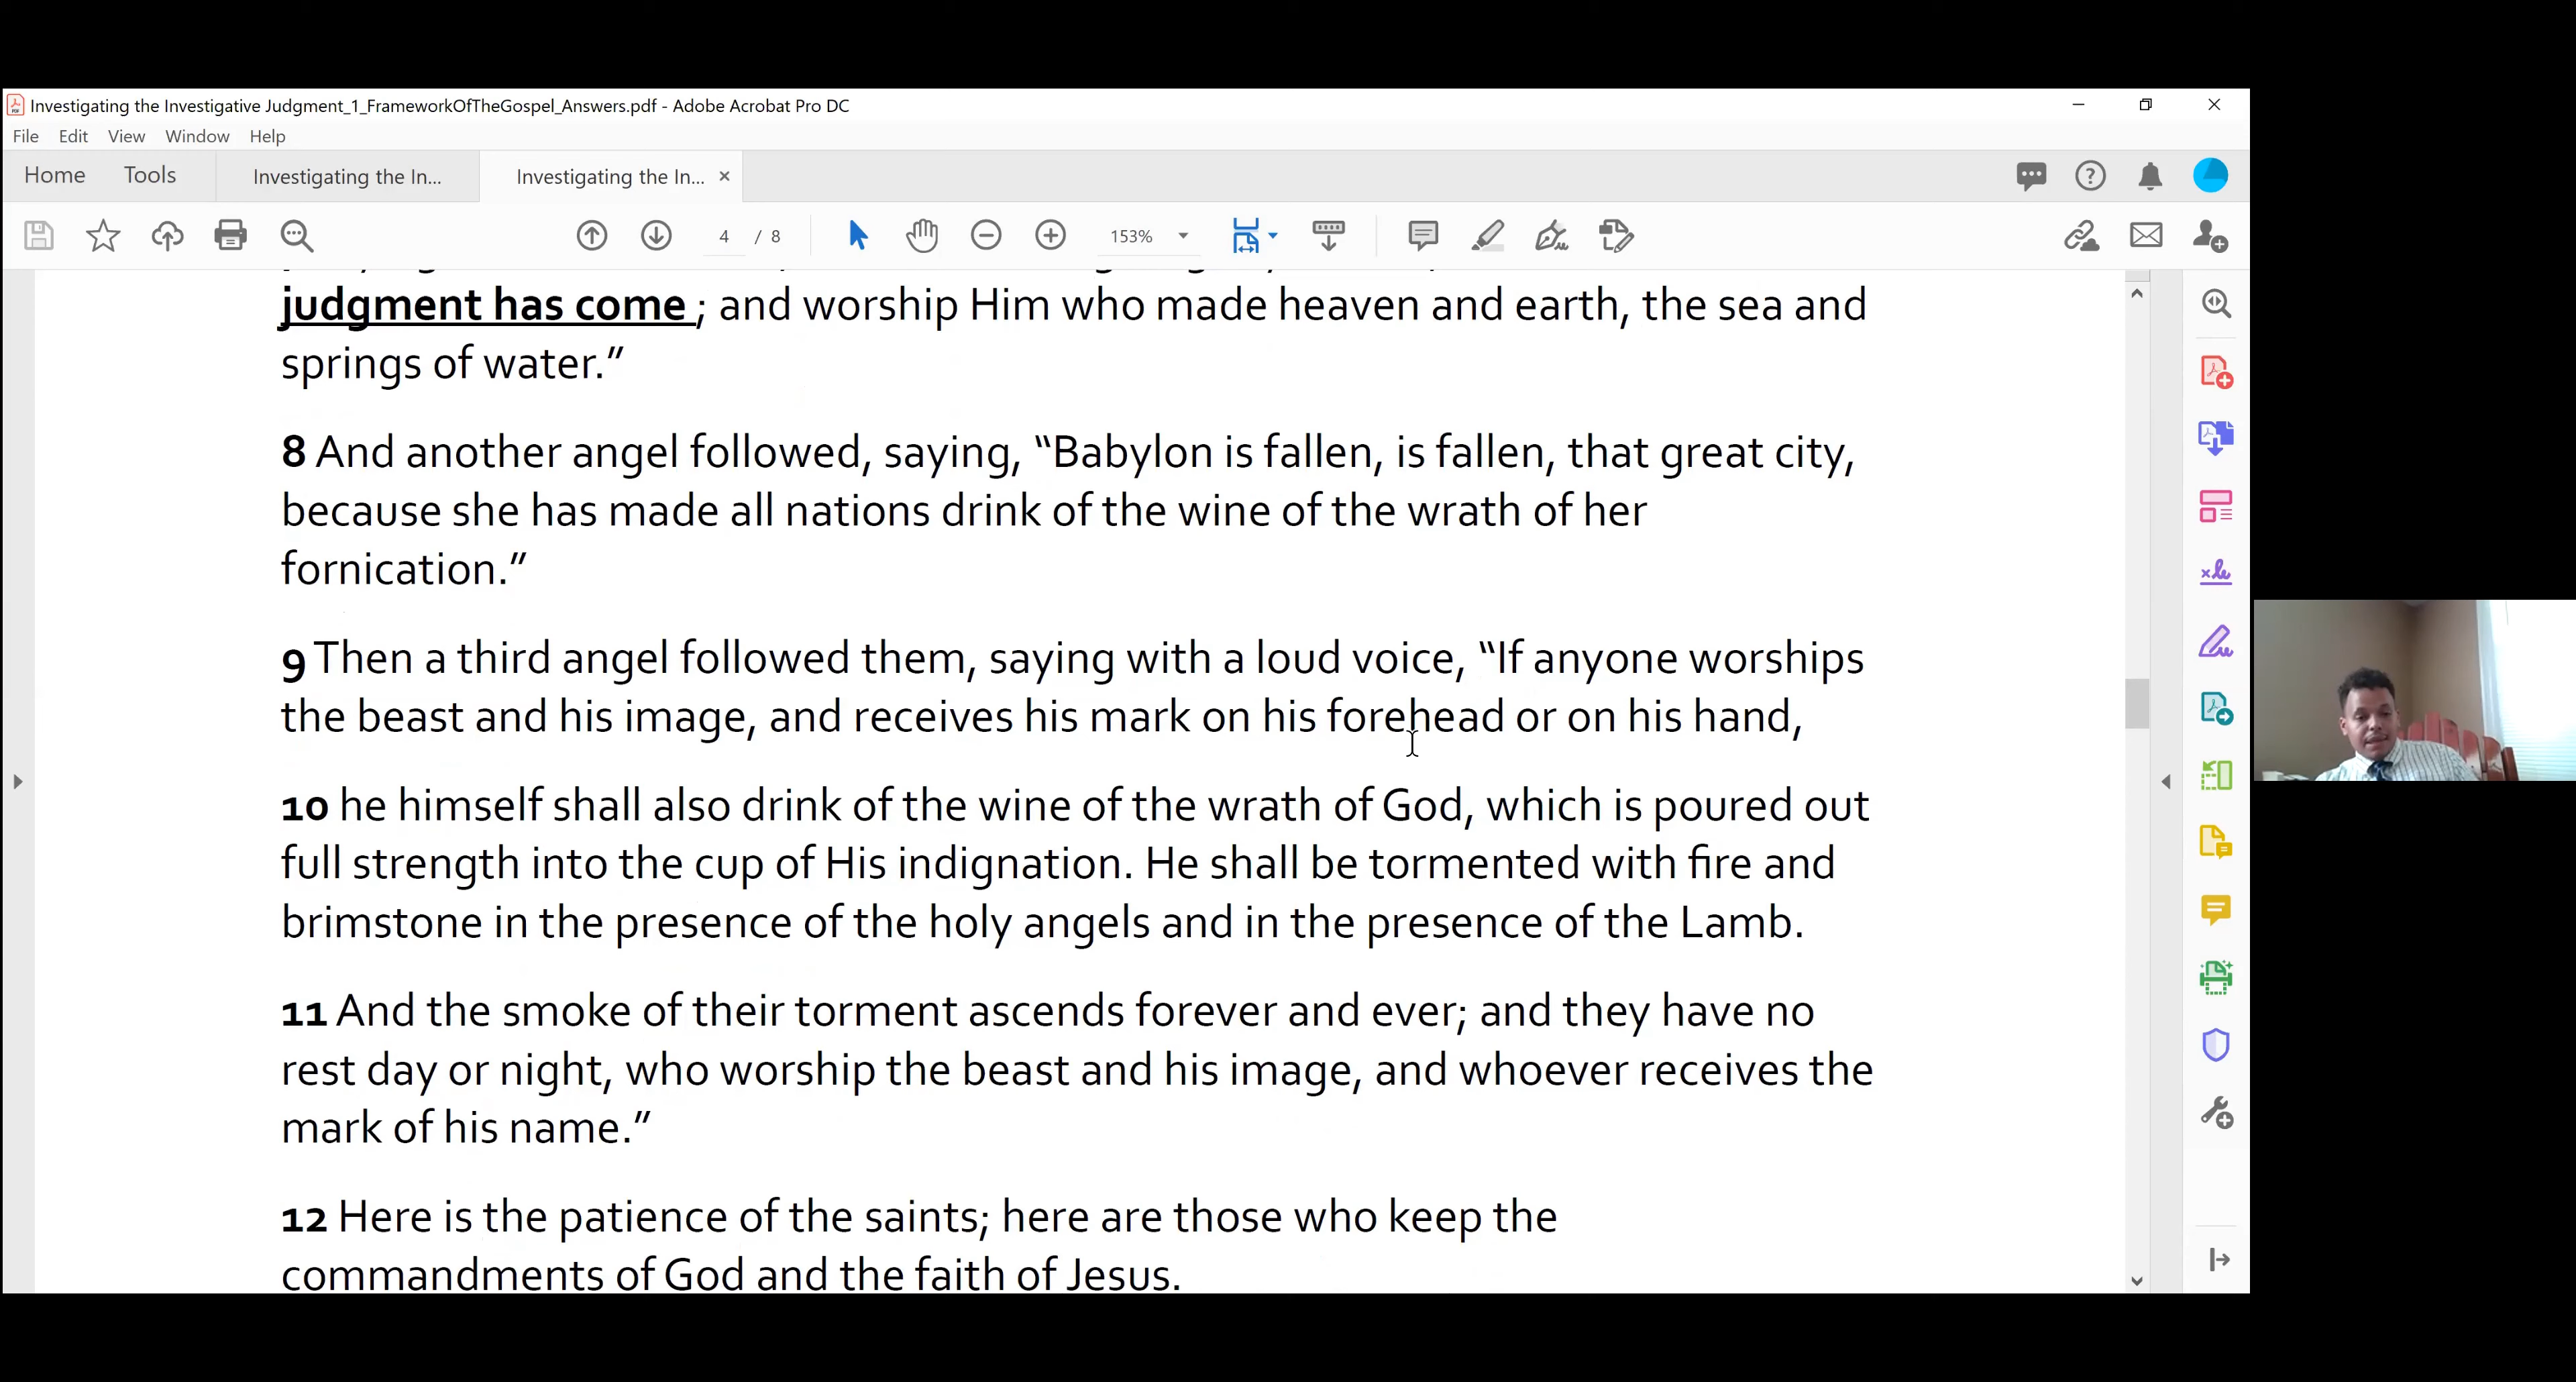 Investigating the Investigative Judgment_1_FrameworkOfTheGospel_Answers.pdf - Adobe Acrobat Pro DC
File Edit View Window Help
Home Tools Investigating the In... Investigating the In...
4 / 8 153%
judgment has come ; and worship Him who made heaven and earth, the sea and
springs of water.”
8 And another angel followed, saying, “Babylon is fallen, is fallen, that great city,
because she has made all nations drink of the wine of the wrath of her
fornication.”
9 Then a third angel followed them, saying with a loud voice, “If anyone worships
the beast and his image, and receives his mark on his forehead or on his hand,
10 he himself shall also drink of the wine of the wrath of God, which is poured out
full strength into the cup of His indignation. He shall be tormented with fire and
brimstone in the presence of the holy angels and in the presence of the Lamb.
11 And the smoke of their torment ascends forever and ever; and they have no
rest day or night, who worship the beast and his image, and whoever receives the
mark of his name.”
12 Here is the patience of the saints; here are those who keep the
commandments of God and the faith of Jesus.